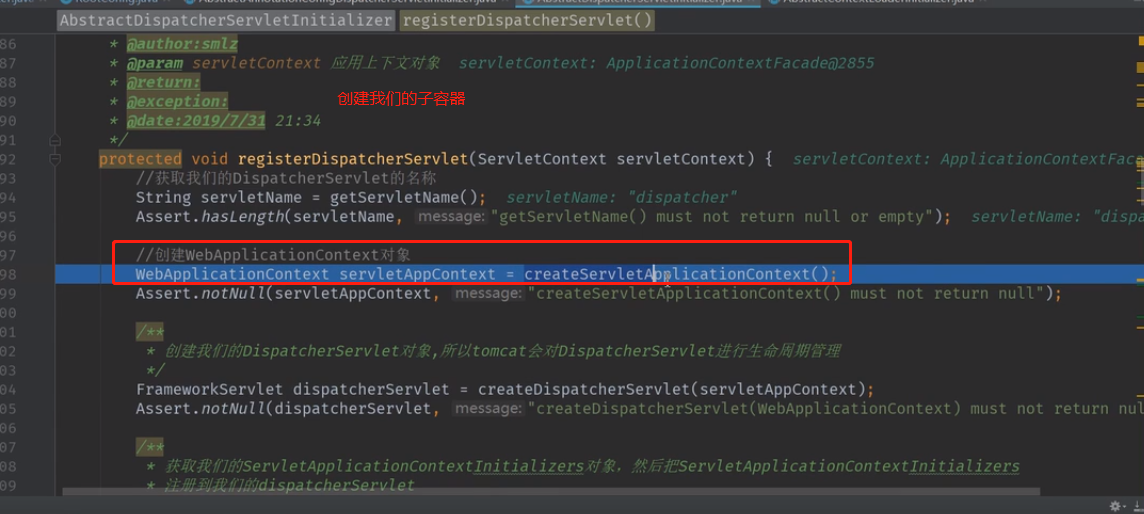 AbstractDispatcherServletInitializer registerDispatcherServlet()
86 * @author:smlz
87 * @param servletContext 应用上下文对象 servletContext: ApplicationContextFacade@2855
88 * @return:
89 * @exception: 创建我们的子容器
90 * @date:2019/7/31 21:34
91 */
92 protected void registerDispatcherServlet(ServletContext servletContext) { servletContext: ApplicationContextFaca
93 //获取我们的DispatcherServlet的名称
94 String servletName = getServletName(); servletName: "dispatcher"
95 Assert.hasLength(servletName, message: "getServletName() must not return null or empty"); servletName: "dispa
96
97 //创建WebApplicationContext对象
98 WebApplicationContext servletAppContext = createServletApplicationContext();
99 Assert.notNull(servletAppContext, message: "createServletApplicationContext() must not return null");
00
01 /**
02 * 创建我们的DispatcherServlet对象,所以tomcat会对DispatcherServlet进行生命周期管理
03 */
04 FrameworkServlet dispatcherServlet = createDispatcherServlet(servletAppContext);
05 Assert.notNull(dispatcherServlet, message: "createDispatcherServlet(WebApplicationContext) must not return nul
06
07 /**
08 * 获取我们的ServletApplicationContextInitializers对象，然后把ServletApplicationContextInitializers
09 * 注册到我们的dispatcherServlet